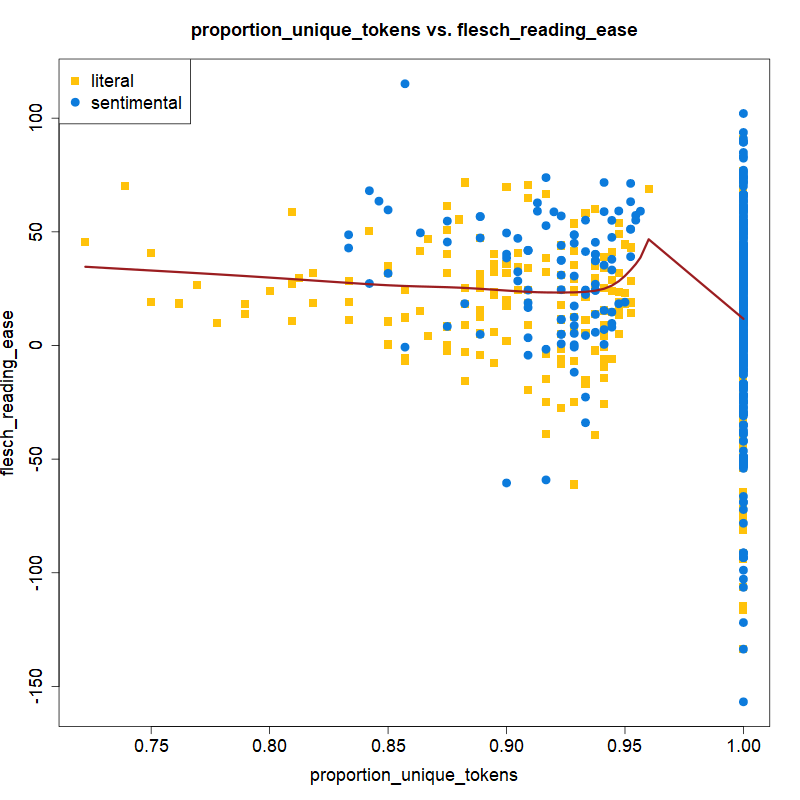 proportion_unique_tokens vs. flesch_reading_ease
literal
sentimental
flesch_reading_ease
100
50
0
-50
-100
-150
0.75 0.80 0.85 0.90 0.95 1.00
proportion_unique_tokens